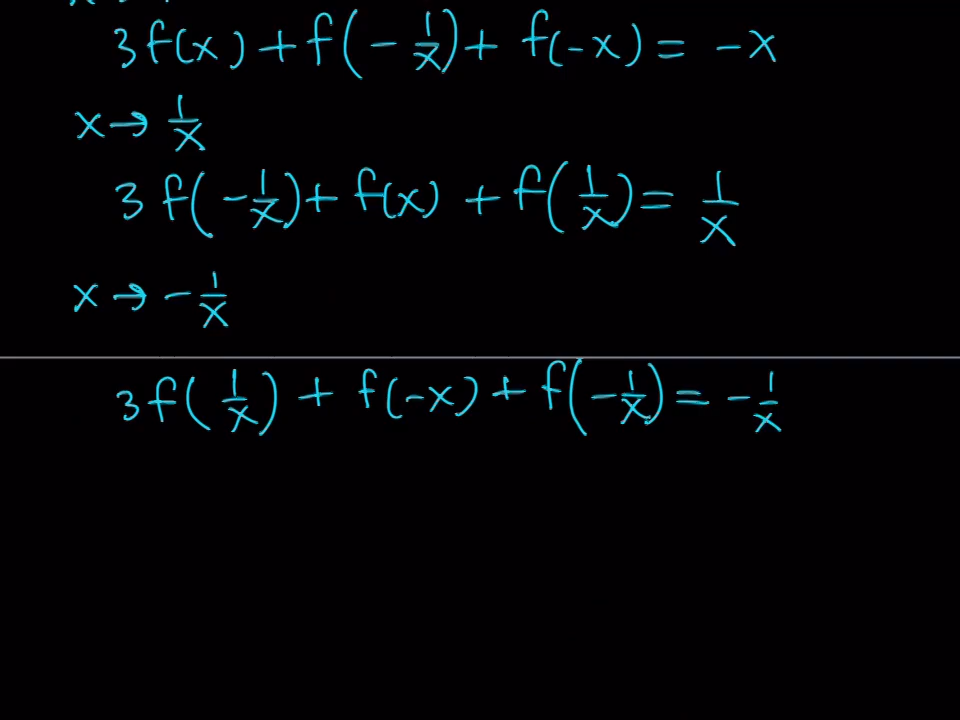 3f(x) + f(-1/x) + f(-x) = -x
x → 1/x
3f(-1/x) + f(x) + f(1/x) = 1/x
x → -1/x
3f(1/x) + f(-x) + f(-1/x) = -1/x